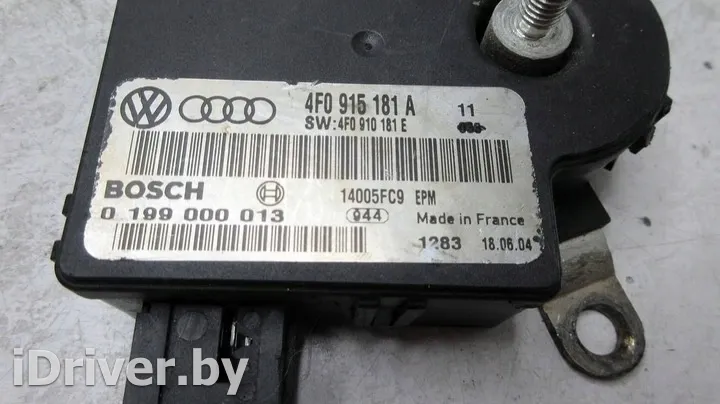 4F0 915 181 A 11
SW:4F0 910 181 E
BOSCH 14005FC9 EPM
0 199 000 013 944 Made in France
1283 18.06.04
iDriver.by